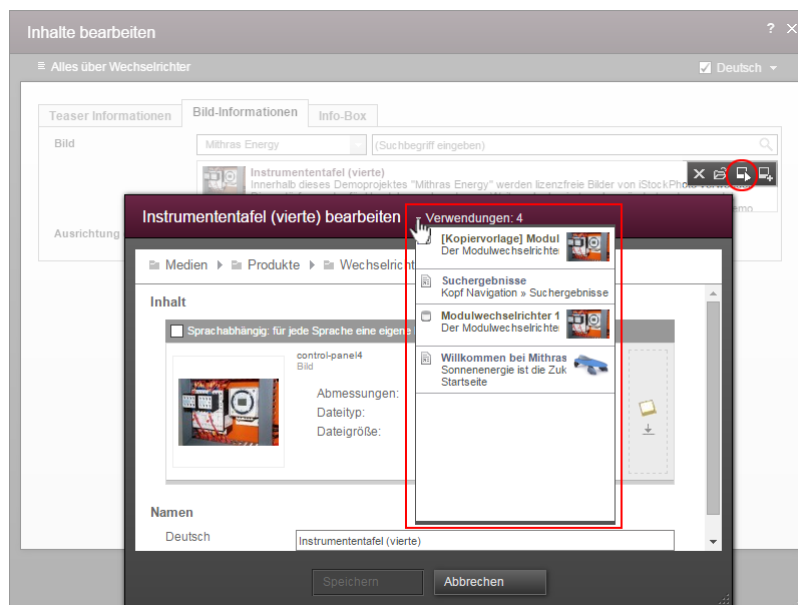 Inhalte bearbeiten
?
Alles über Wechselrichter
Deutsch
Teaser Informationen
Bild-Informationen
Info-Box
Bild
Mithras Energy
(Suchbegriff eingeben)
Instrumententafel (vierte)
Innerhalb dieses Demoprojektes "Mithras Energy" werden lizenzfreie Bilder von iStockPhoto
Ausrichtung
Instrumententafel (vierte) bearbeiten
Verwendungen: 4
[Kopiervorlage] Modul
Der Modulwechselrichte
Suchergebnisse
Kopf Navigation » Suchergebnisse
Modulwechselrichter 1
Der Modulwechselrichte
Willkommen bei Mithras
Sonnenenergie ist die Zuk
Startseite
Medien
Produkte
Wechselricht
Inhalt
Sprachabhängig: für jede Sprache eine eigene
control-panel4
Bild
Abmessungen:
Dateityp:
Dateigröße:
Namen
Deutsch
Instrumententafel (vierte)
Speichern
Abbrechen